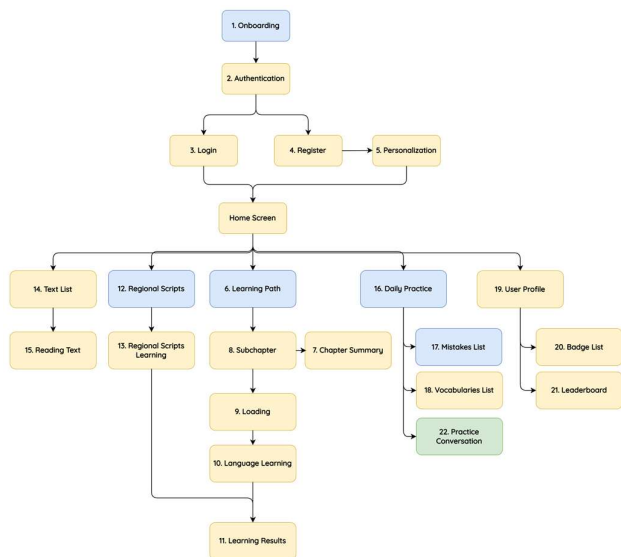 1. Onboarding
2. Authentication
3. Login
4. Register
5. Personalization
Home Screen
14. Text List
12. Regional Scripts
6. Learning Path
16. Daily Practice
19. User Profile
15. Reading Text
13. Regional Scripts
Learning
8. Subchapter
7. Chapter Summary
17. Mistakes List
20. Badge List
18. Vocabularies List
21. Leaderboard
9. Loading
22. Practice
Conversation
10. Language Learning
11. Learning Results